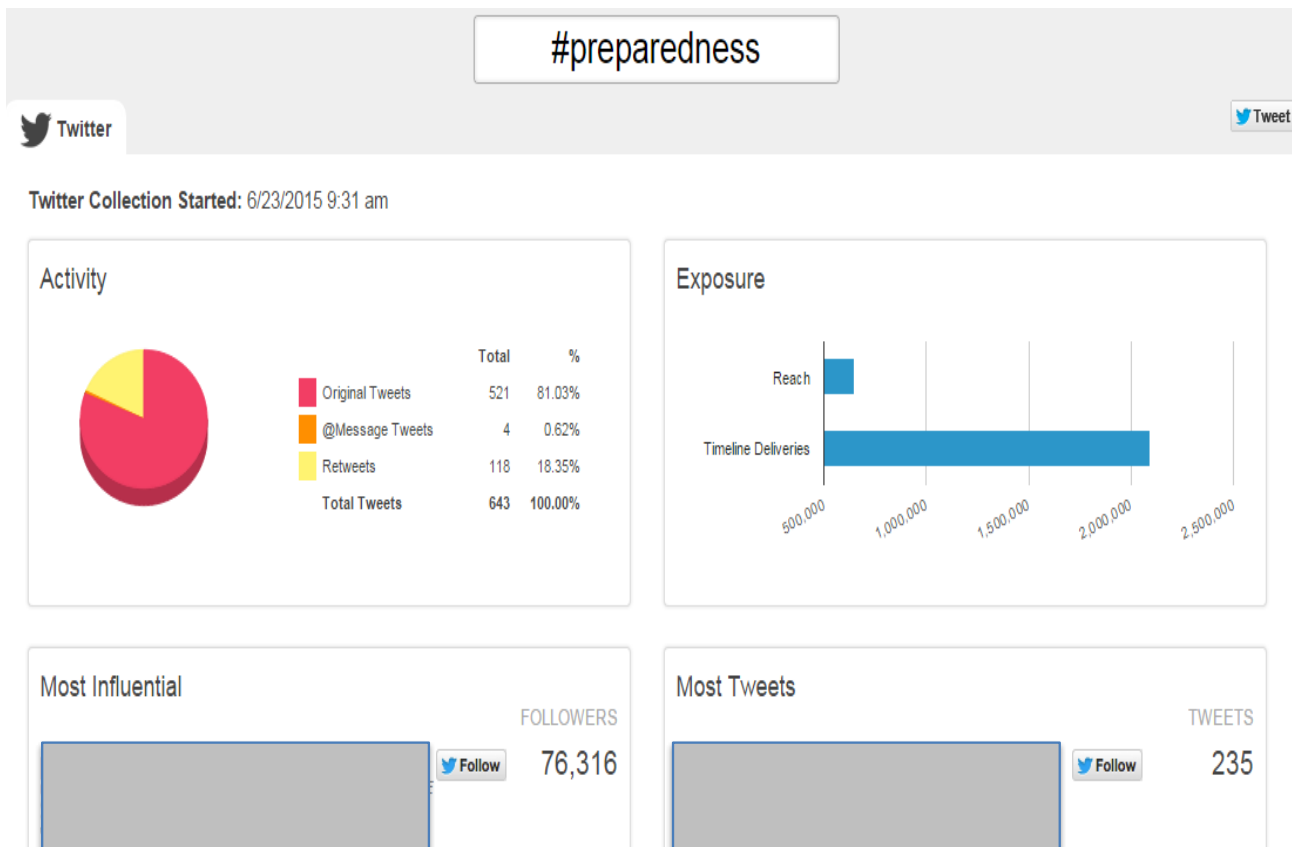 #preparedness
Twitter
Tweet
Twitter Collection Started: 6/23/2015 9:31 am
Activity
Total %
Original Tweets 521 81.03%
@Message Tweets 4 0.62%
Retweets 118 18.35%
Total Tweets 643 100.00%
Exposure
Reach
Timeline Deliveries
500,000 1,000,000 1,500,000 2,000,000 2,500,000
Most Influential
FOLLOWERS
Follow 76,316
Most Tweets
TWEETS
Follow 235